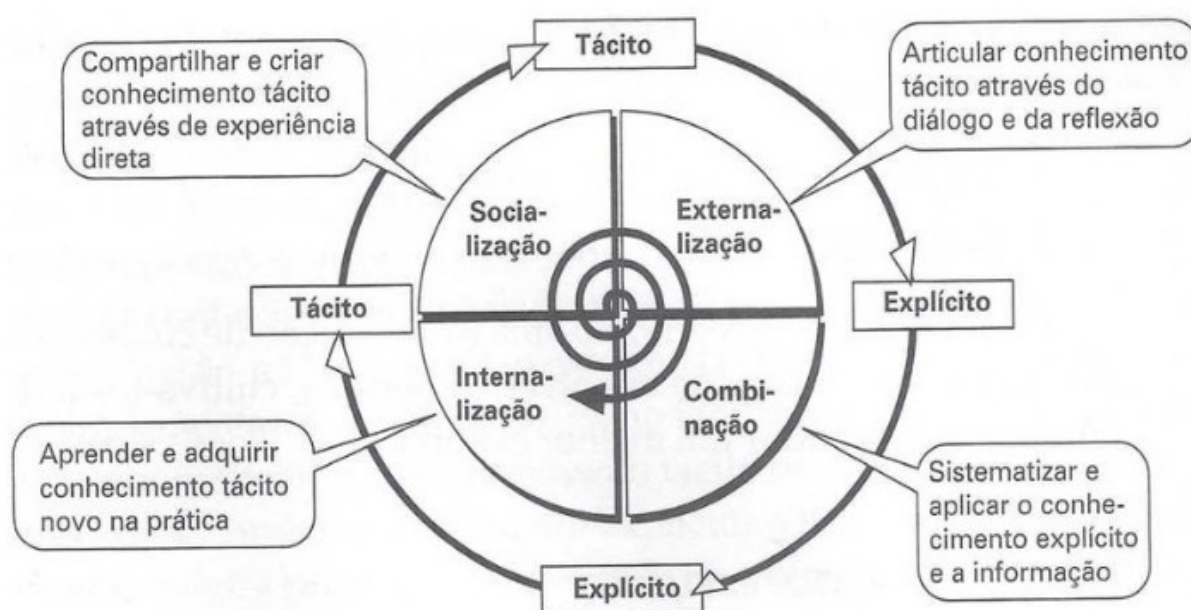 Tácito
Compartilhar e criar
conhecimento tácito
através de experiência
direta
Articular conhecimento
tácito através do
diálogo e da reflexão
Socia-
lização
Externa-
lização
Tácito
Explícito
Interna-
lização
Combi-
nação
Aprender e adquirir
conhecimento tácito
novo na prática
Sistematizar e
aplicar o conhe-
cimento explícito
e a informação
Explícito